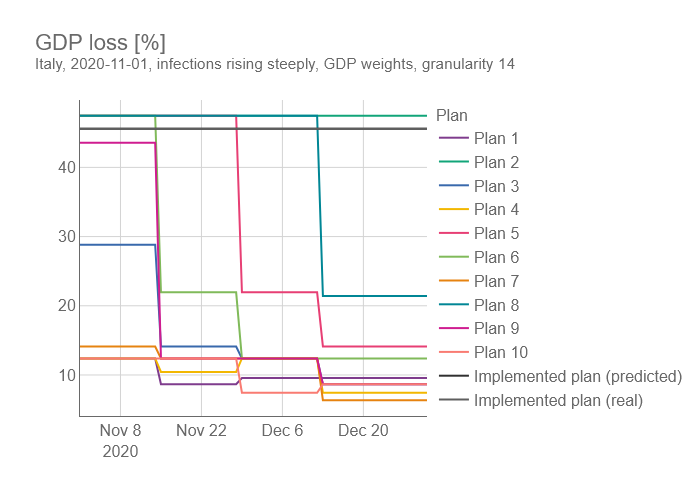 GDP loss [%]
Italy, 2020-11-01, infections rising steeply, GDP weights, granularity 14
40
30
20
10
Nov 8
2020
Nov 22
Dec 6
Dec 20
Plan
Plan 1
Plan 2
Plan 3
Plan 4
Plan 5
Plan 6
Plan 7
Plan 8
Plan 9
Plan 10
Implemented plan (predicted)
Implemented plan (real)